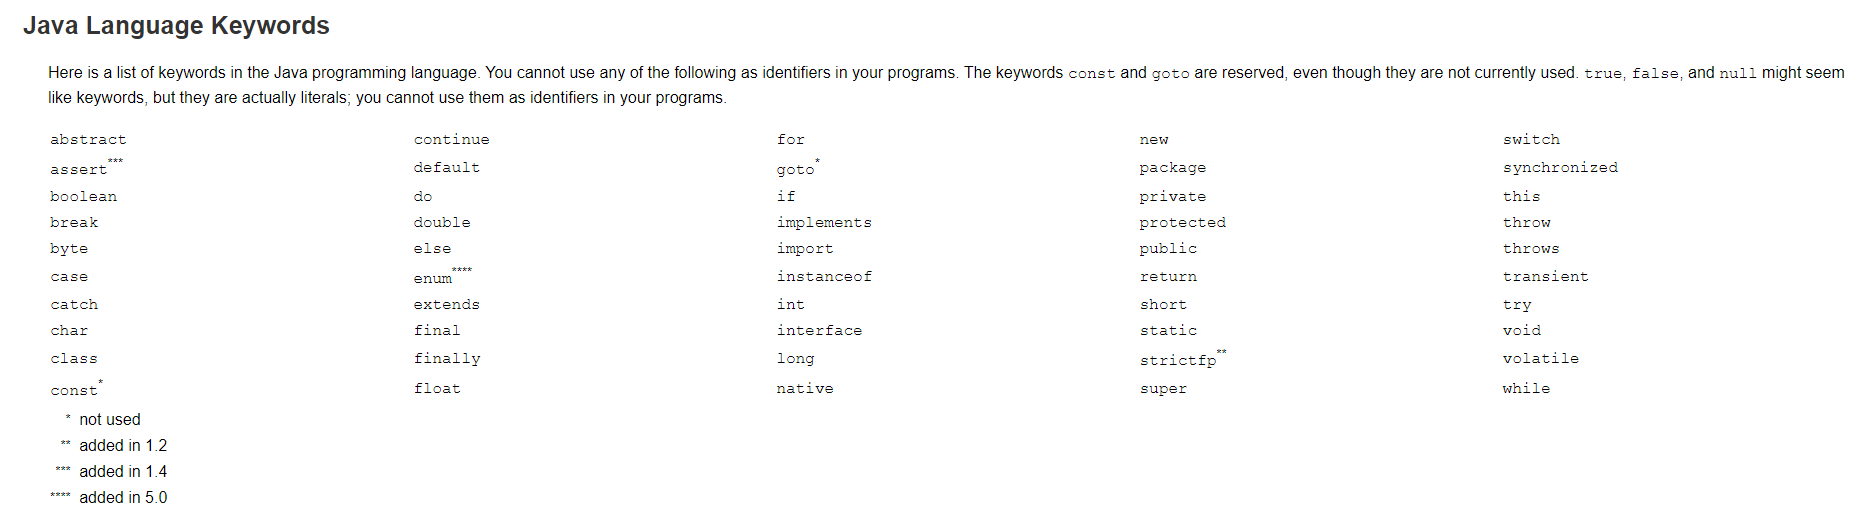 Java Language Keywords
Here is a list of keywords in the Java programming language. You cannot use any of the following as identifiers in your programs. The keywords const and goto are reserved, even though they are not currently used. true, false, and null might seem
like keywords, but they are actually literals; you cannot use them as identifiers in your programs.
abstract continue for new switch
assert*** default goto* package synchronized
boolean do if private this
break double implements protected throw
byte else import public throws
case enum**** instanceof return transient
catch extends int short try
char final interface static void
class finally long strictfp** volatile
const* float native super while
* not used
** added in 1.2
*** added in 1.4
**** added in 5.0